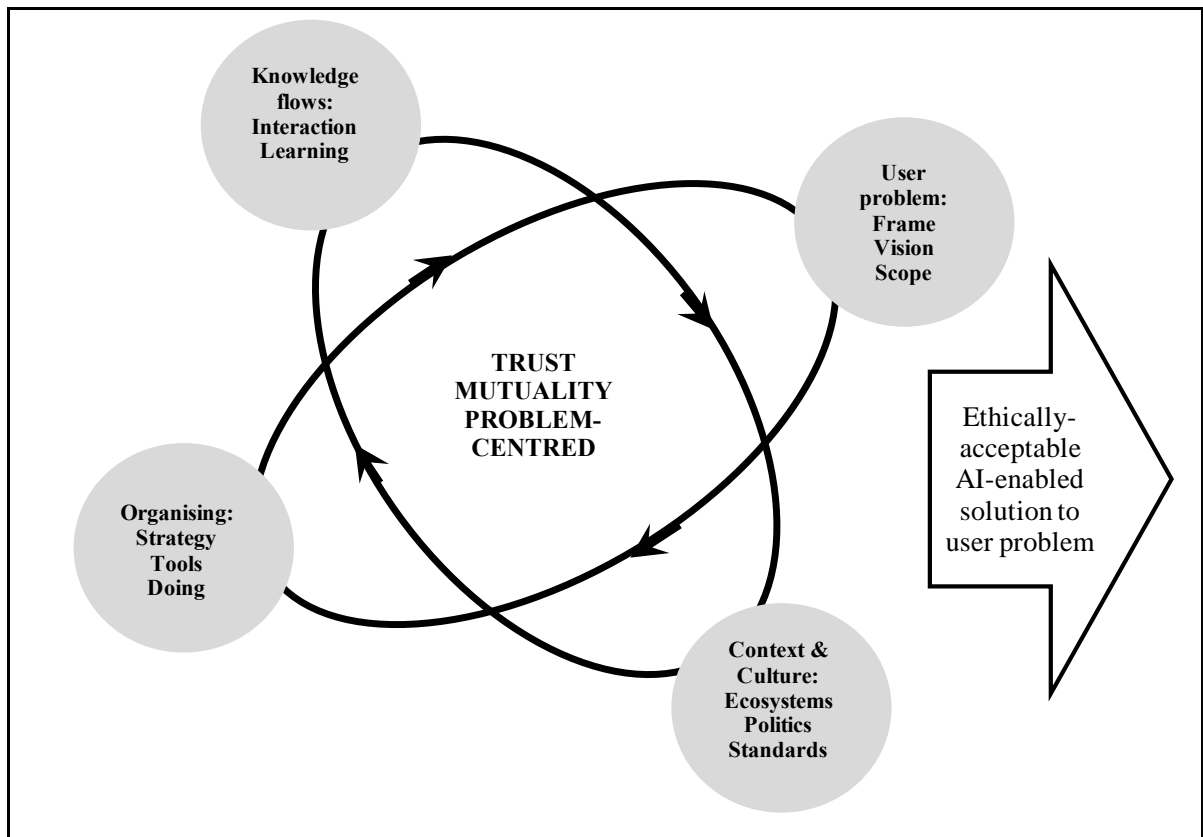 Knowledge
flows:
Interaction
Learning
User
problem:
Frame
Vision
Scope
TRUST
MUTUALITY
PROBLEM-
CENTRED
Ethically-
acceptable
AI-enabled
solution to
user problem
Organising:
Strategy
Tools
Doing
Context &
Culture:
Ecosystems
Politics
Standards